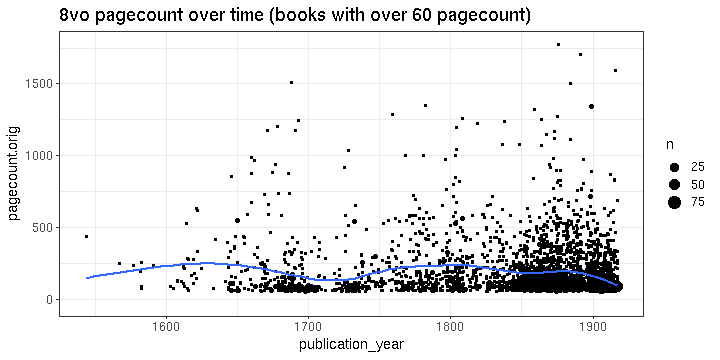 8vo pagecount over time (books with over 60 pagecount)
pagecount.orig
1500
1000
500
0
1600
1700
1800
1900
publication_year
n
25
50
75